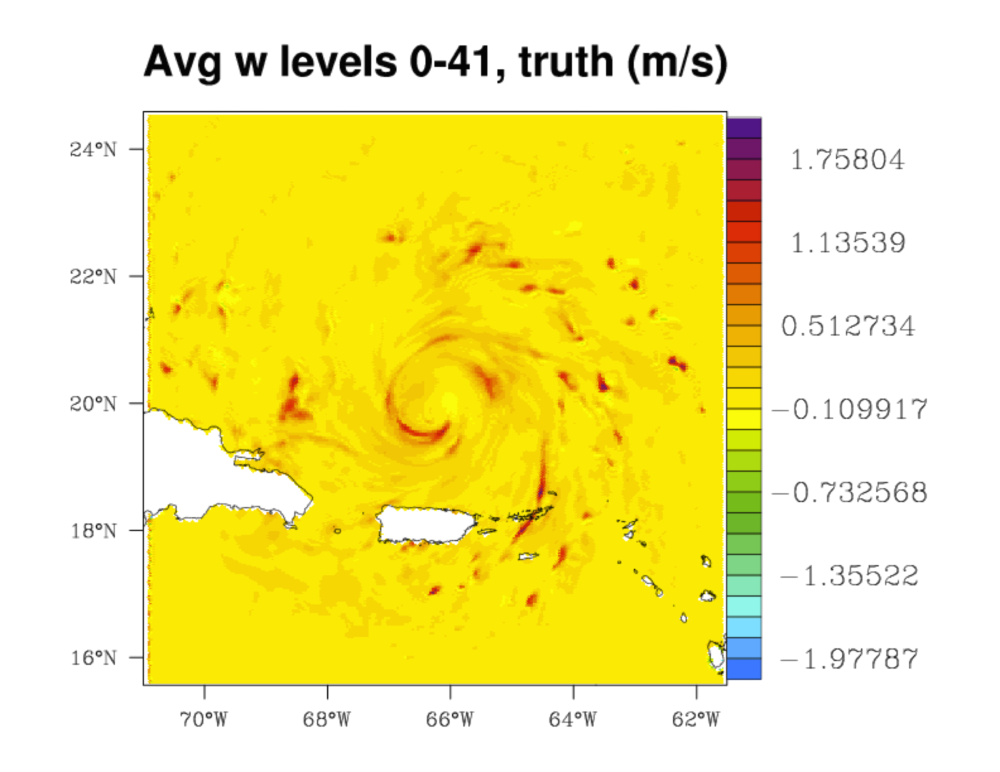 Avg w levels 0-41, truth (m/s)
24°N
22°N
20°N
18°N
16°N
70°W 68°W 66°W 64°W 62°W
1.75804
1.13539
0.512734
−0.109917
−0.732568
−1.35522
−1.97787